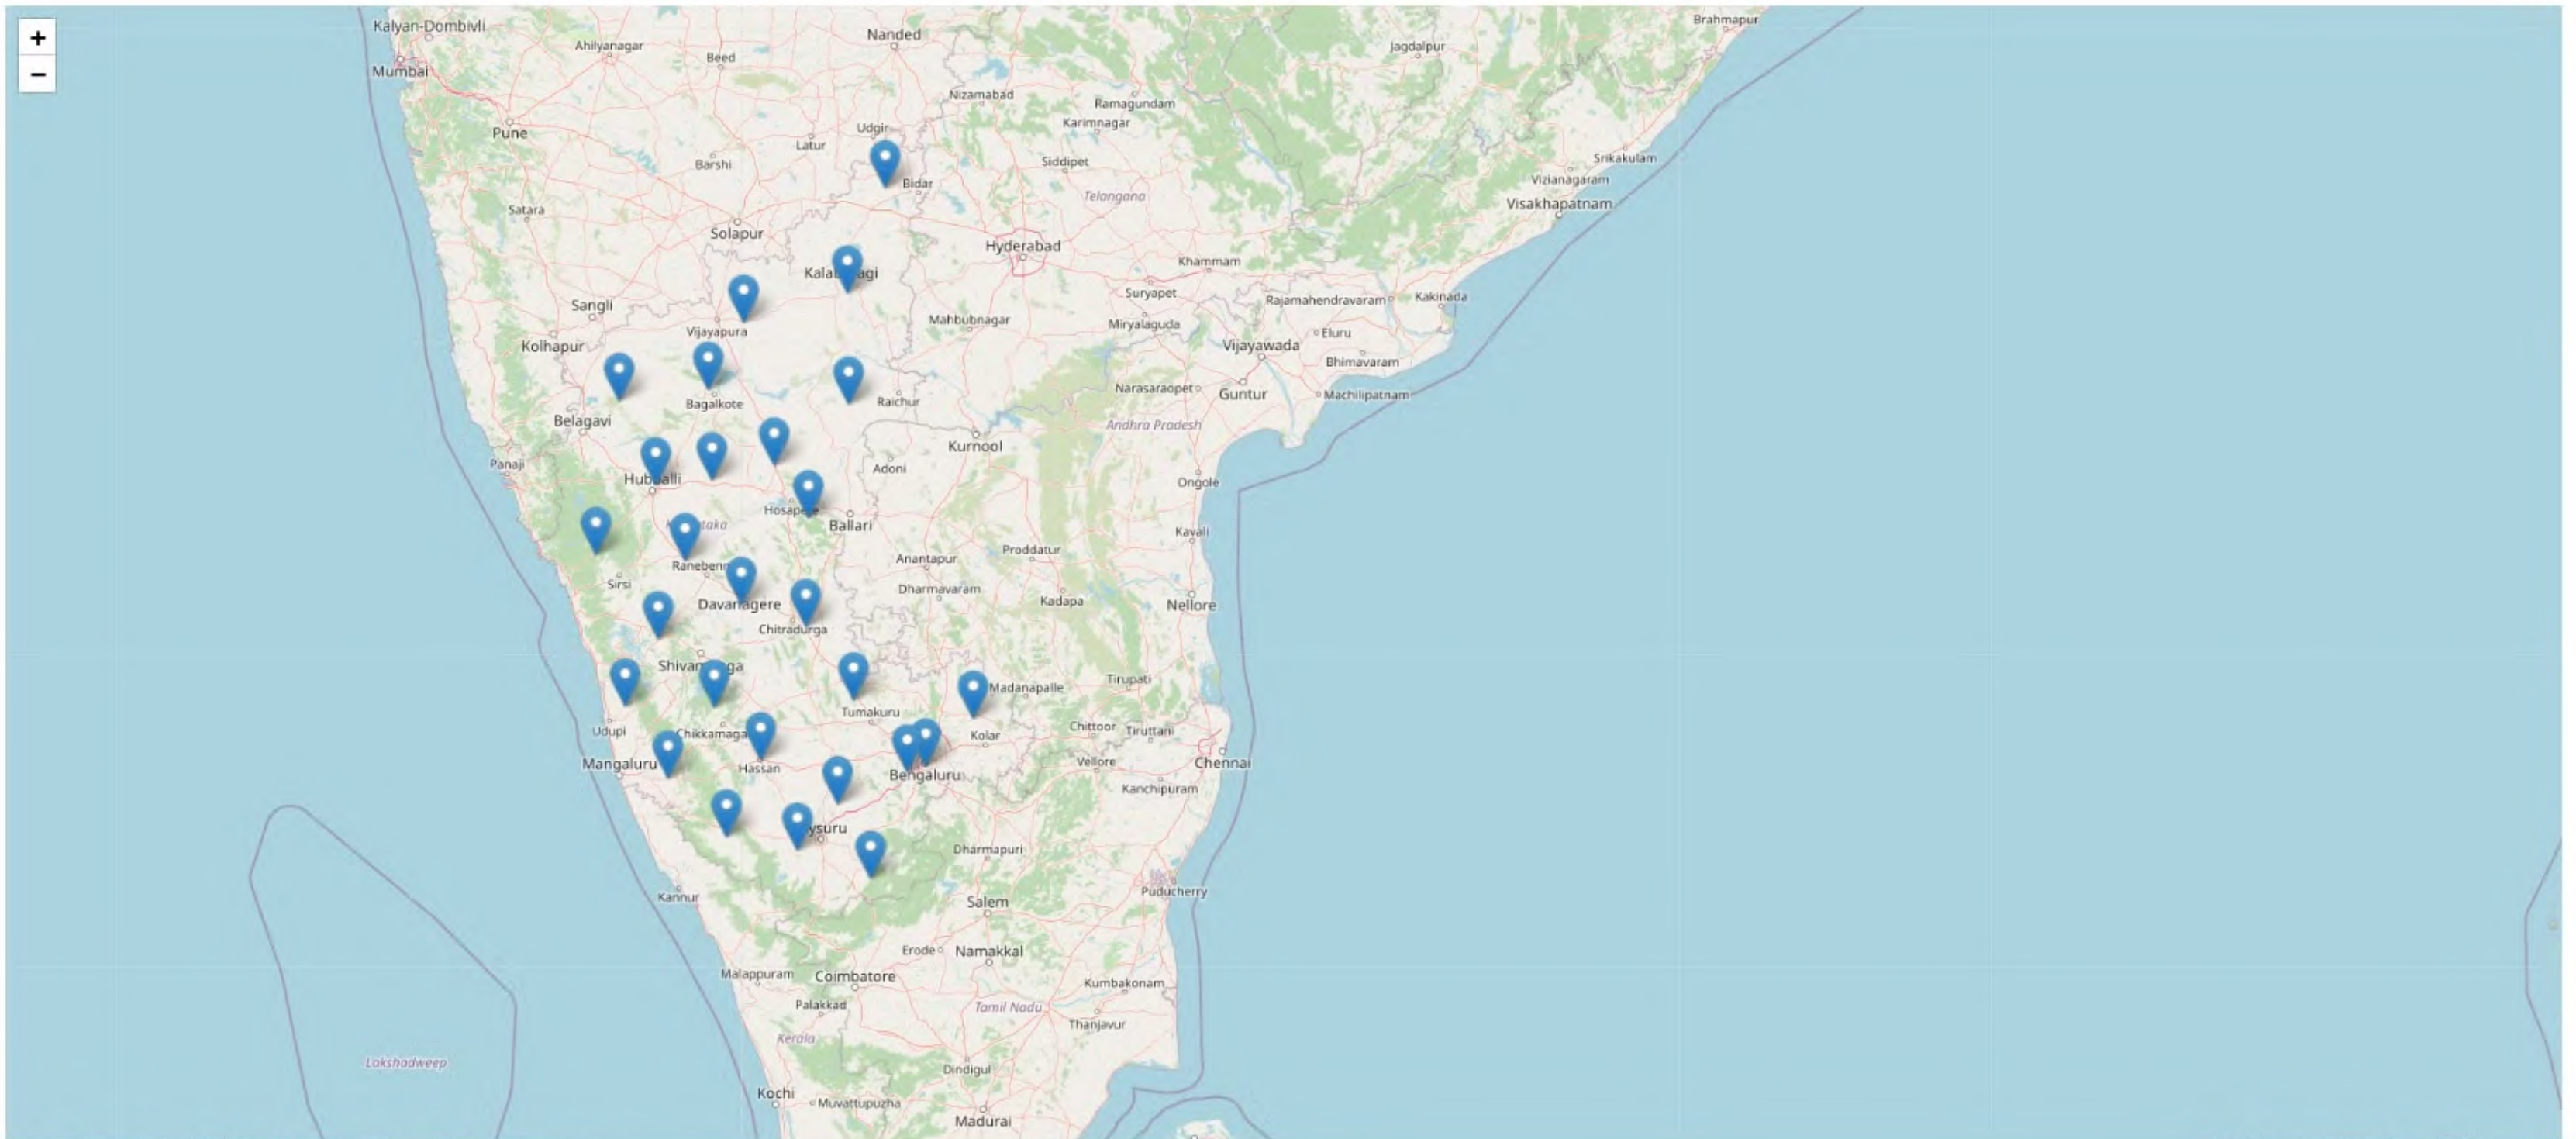 +
−
Kalyan-Dombivli
Mumbai
Ahilyanagar
Beed
Nanded
Jagdalpur
Brahmapur
Nizamabad
Ramagundam
Karimnagar
Pune
Latur
Udgir
Barshi
Siddipet
Bidar
Telangana
Srikakulam
Vizianagaram
Visakhapatnam
Satara
Solapur
Hyderabad
Khammam
Suryapet
Rajamahendravaram
Kakinada
Sangli
Vijayapura
Mahbubnagar
Miryalaguda
Eluru
Kolhapur
Vijayawada
Bhimavaram
Narasaraopet
Guntur
Machilipatnam
Bagalkote
Raichur
Belagavi
Kurnool
Andhra Pradesh
Panaji
Adoni
Ongole
Ballari
Kavali
Anantapur
Proddatur
Sirsi
Dharmavaram
Kadapa
Nellore
Davanagere
Chitradurga
Madanapalle
Tirupati
Tumakuru
Udupi
Kolar
Chittoor
Tiruttani
Mangaluru
Hassan
Bengaluru
Vellore
Chennai
Kanchipuram
Dharmapuri
Kannur
Salem
Puducherry
Erode
Namakkal
Malappuram
Coimbatore
Kumbakonam
Palakkad
Tamil Nadu
Thanjavur
Kerala
Lakshadweep
Dindigul
Kochi
Muvattupuzha
Madurai